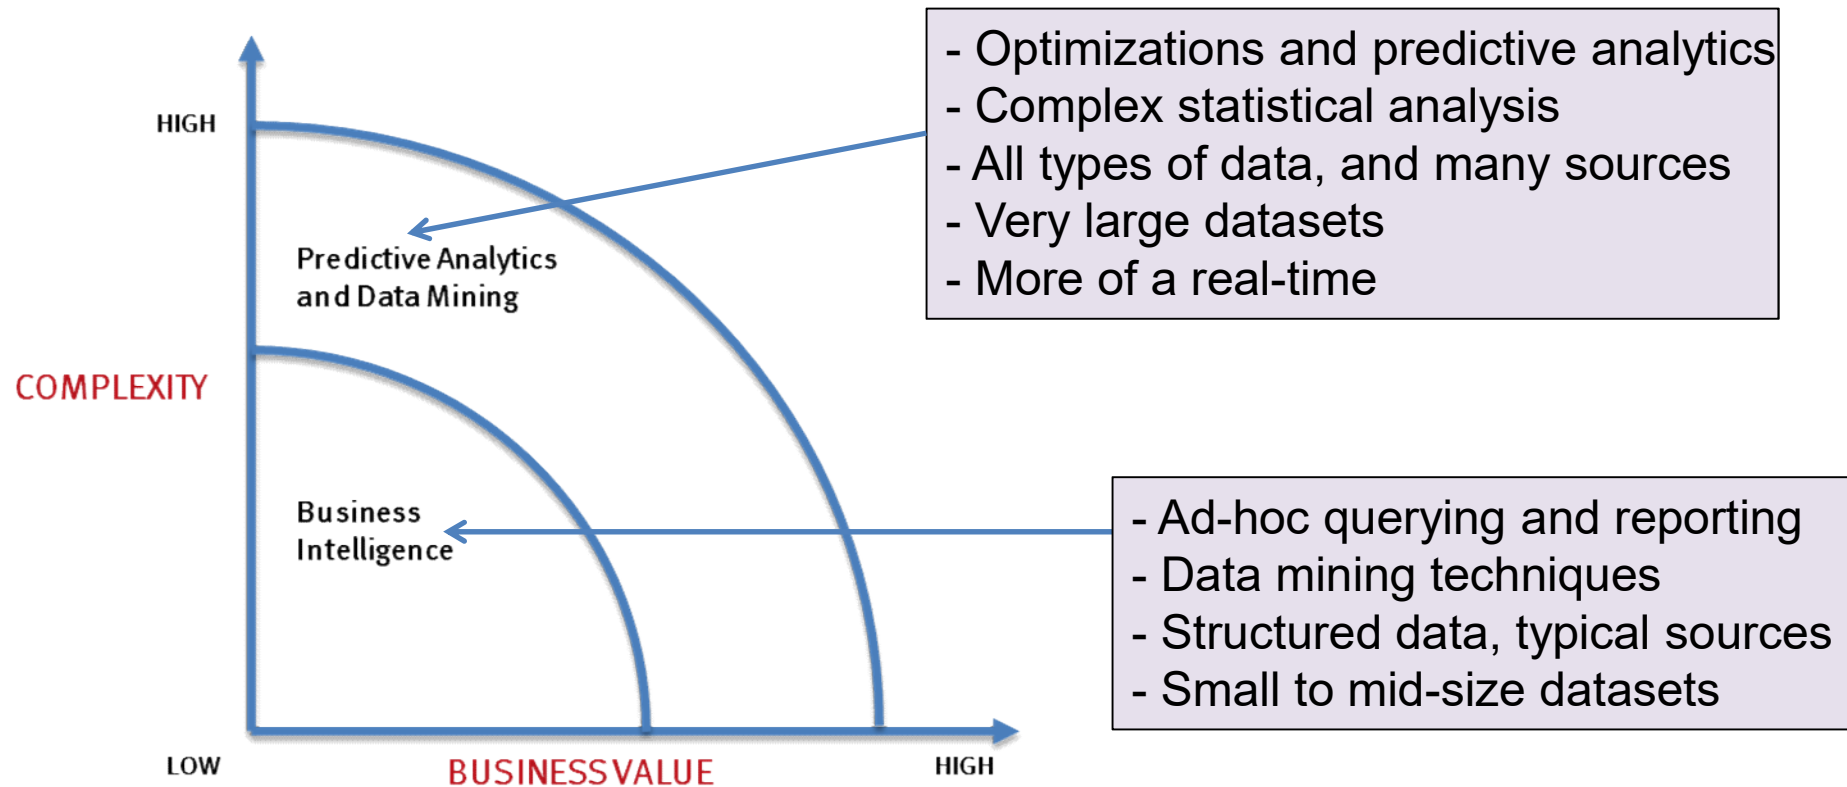 - Optimizations and predictive analytics
- Complex statistical analysis
- All types of data, and many sources
- Very large datasets
- More of a real-time
HIGH
Predictive Analytics
and Data Mining
COMPLEXITY
Business
Intelligence
- Ad-hoc querying and reporting
- Data mining techniques
- Structured data, typical sources
- Small to mid-size datasets
LOW
BUSINESS VALUE
HIGH